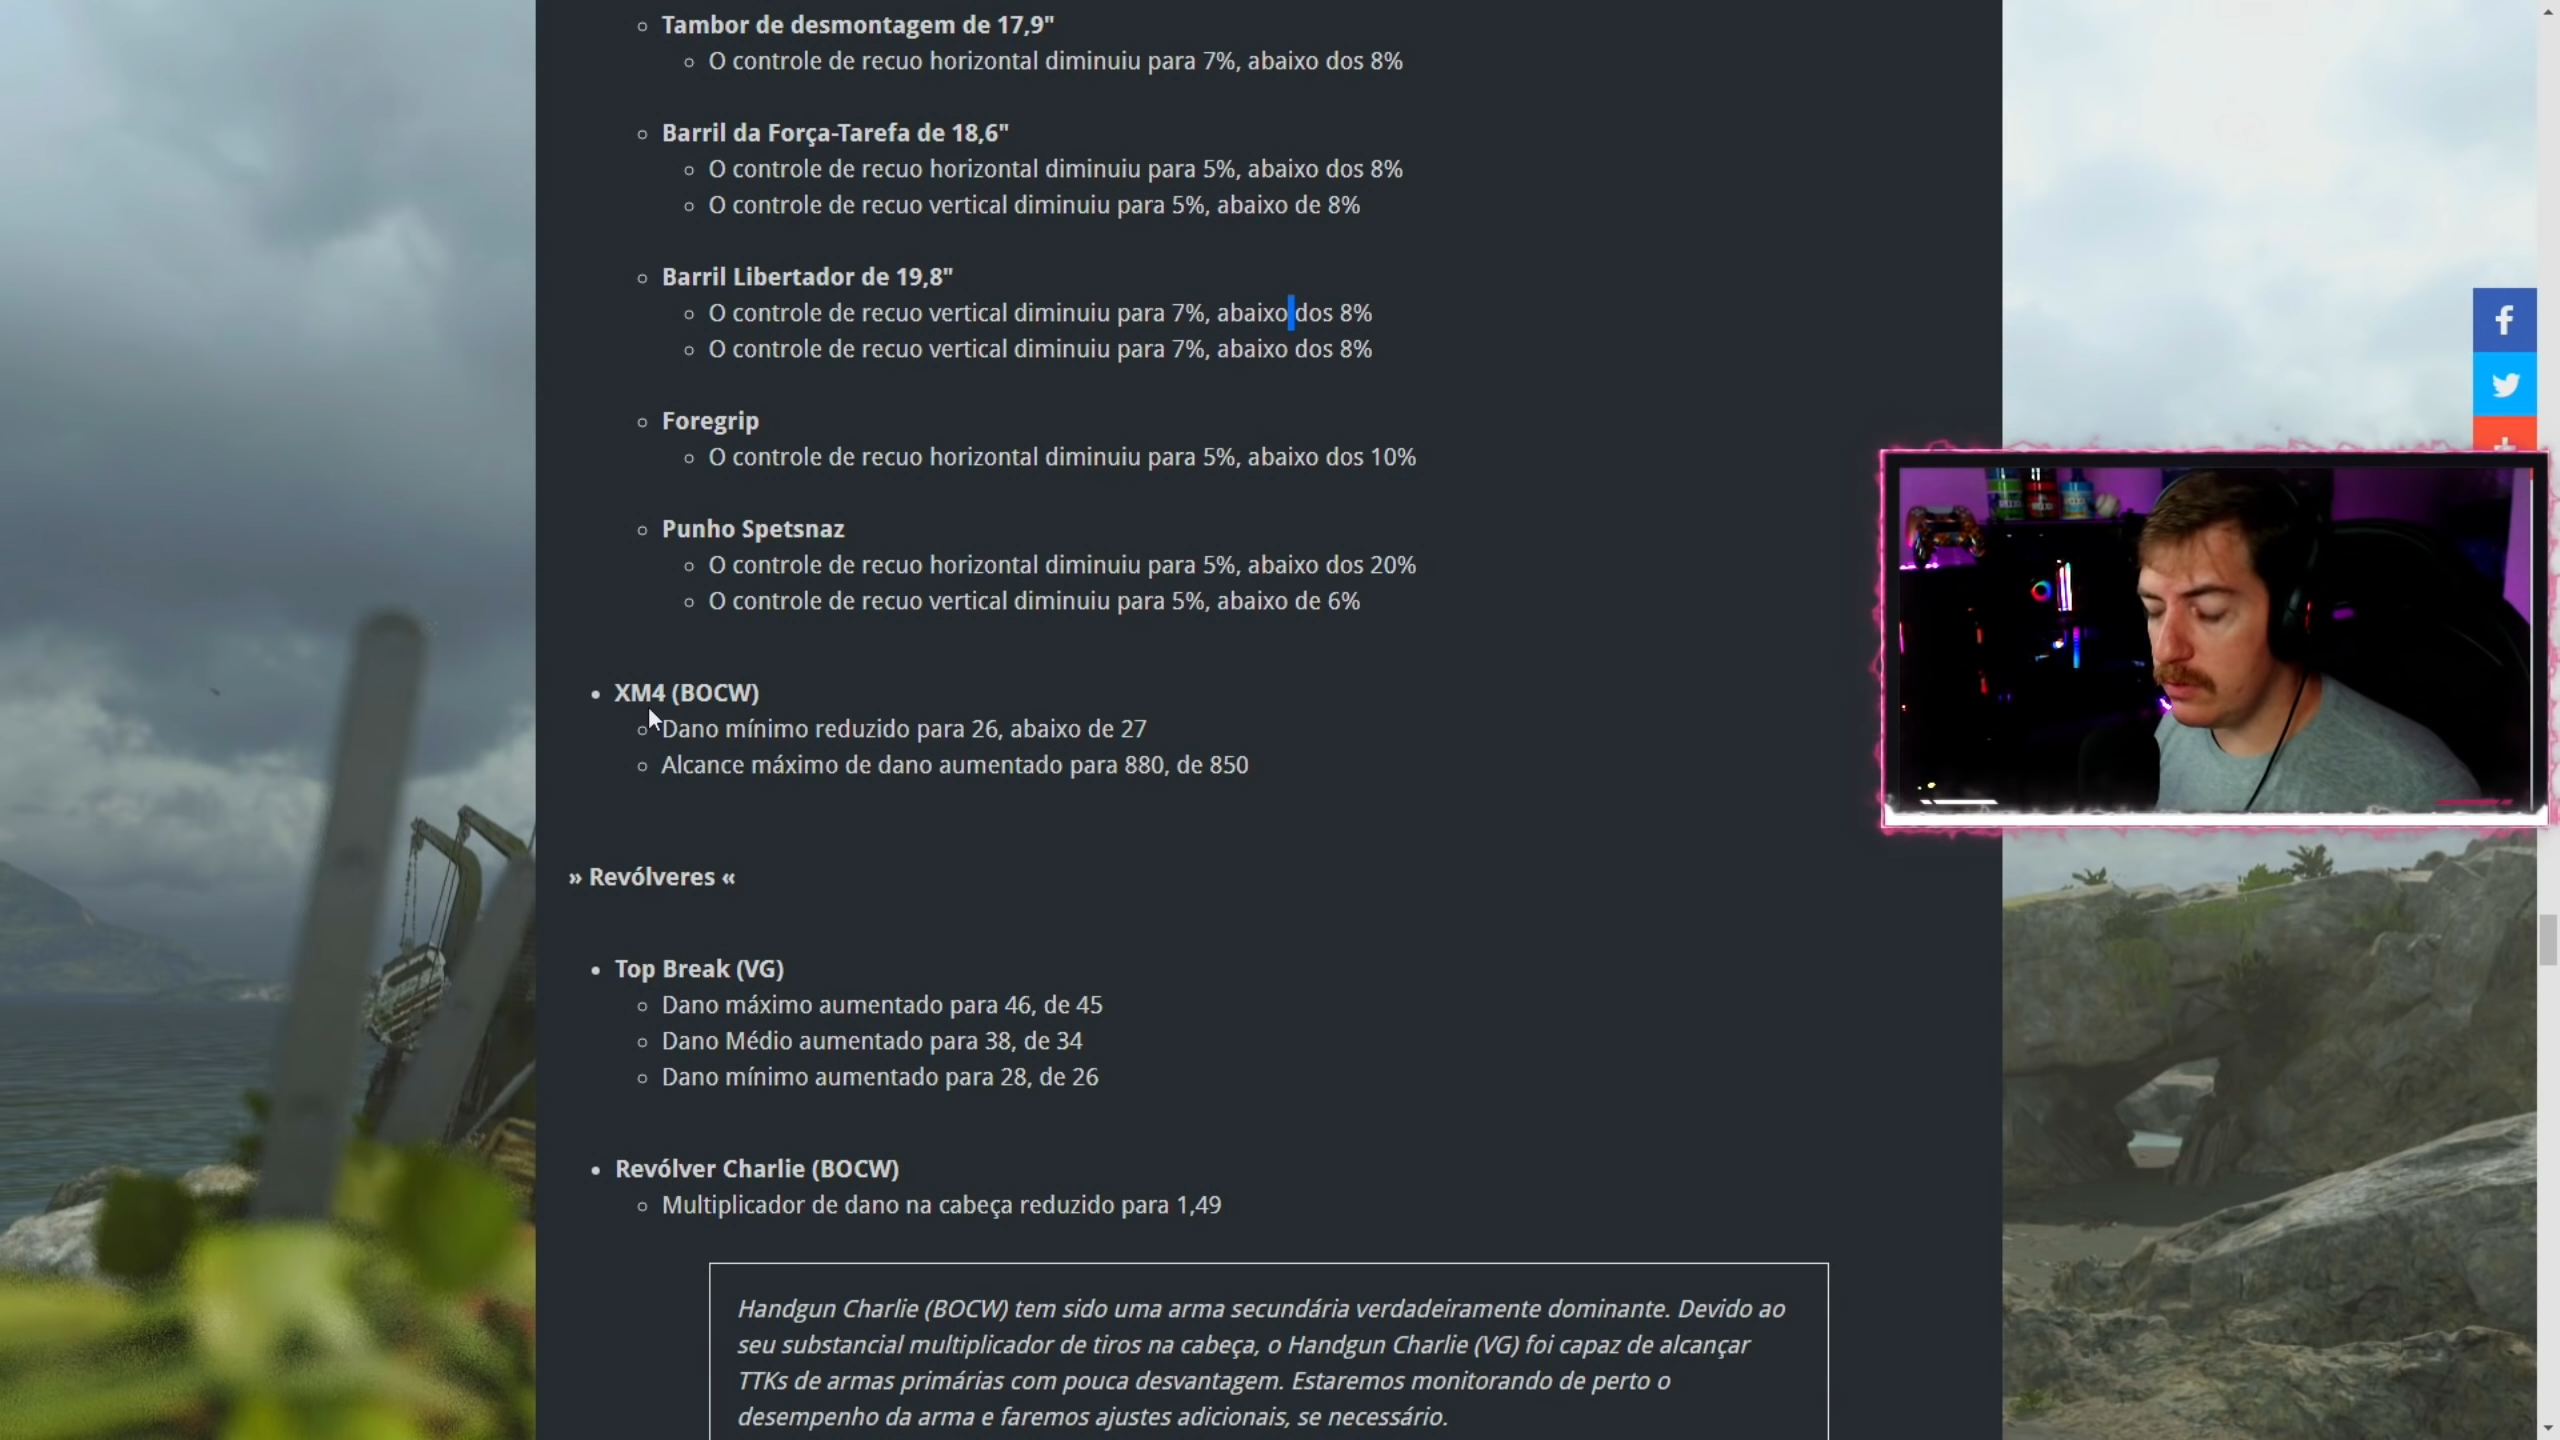 Tambor de desmontagem de 17,9"
O controle de recuo horizontal diminuiu para 7%, abaixo dos 8%
Barril da Força-Tarefa de 18,6"
O controle de recuo horizontal diminuiu para 5%, abaixo dos 8%
O controle de recuo vertical diminuiu para 5%, abaixo de 8%
Barril Libertador de 19,8"
O controle de recuo vertical diminuiu para 7%, abaixo dos 8%
O controle de recuo vertical diminuiu para 7%, abaixo dos 8%
Foregrip
O controle de recuo horizontal diminuiu para 5%, abaixo dos 10%
Punho Spetsnaz
O controle de recuo horizontal diminuiu para 5%, abaixo dos 20%
O controle de recuo vertical diminuiu para 5%, abaixo de 6%
XM4 (BOCW)
Dano mínimo reduzido para 26, abaixo de 27
Alcance máximo de dano aumentado para 880, de 850
» Revólveres «
Top Break (VG)
Dano máximo aumentado para 46, de 45
Dano Médio aumentado para 38, de 34
Dano mínimo aumentado para 28, de 26
Revólver Charlie (BOCW)
Multiplicador de dano na cabeça reduzido para 1,49
Handgun Charlie (BOCW) tem sido uma arma secundária verdadeiramente dominante. Devido ao
seu substancial multiplicador de tiros na cabeça, o Handgun Charlie (VG) foi capaz de alcançar
TTKs de armas primárias com pouca desvantagem. Estaremos monitorando de perto o
desempenho da arma e faremos ajustes adicionais, se necessário.